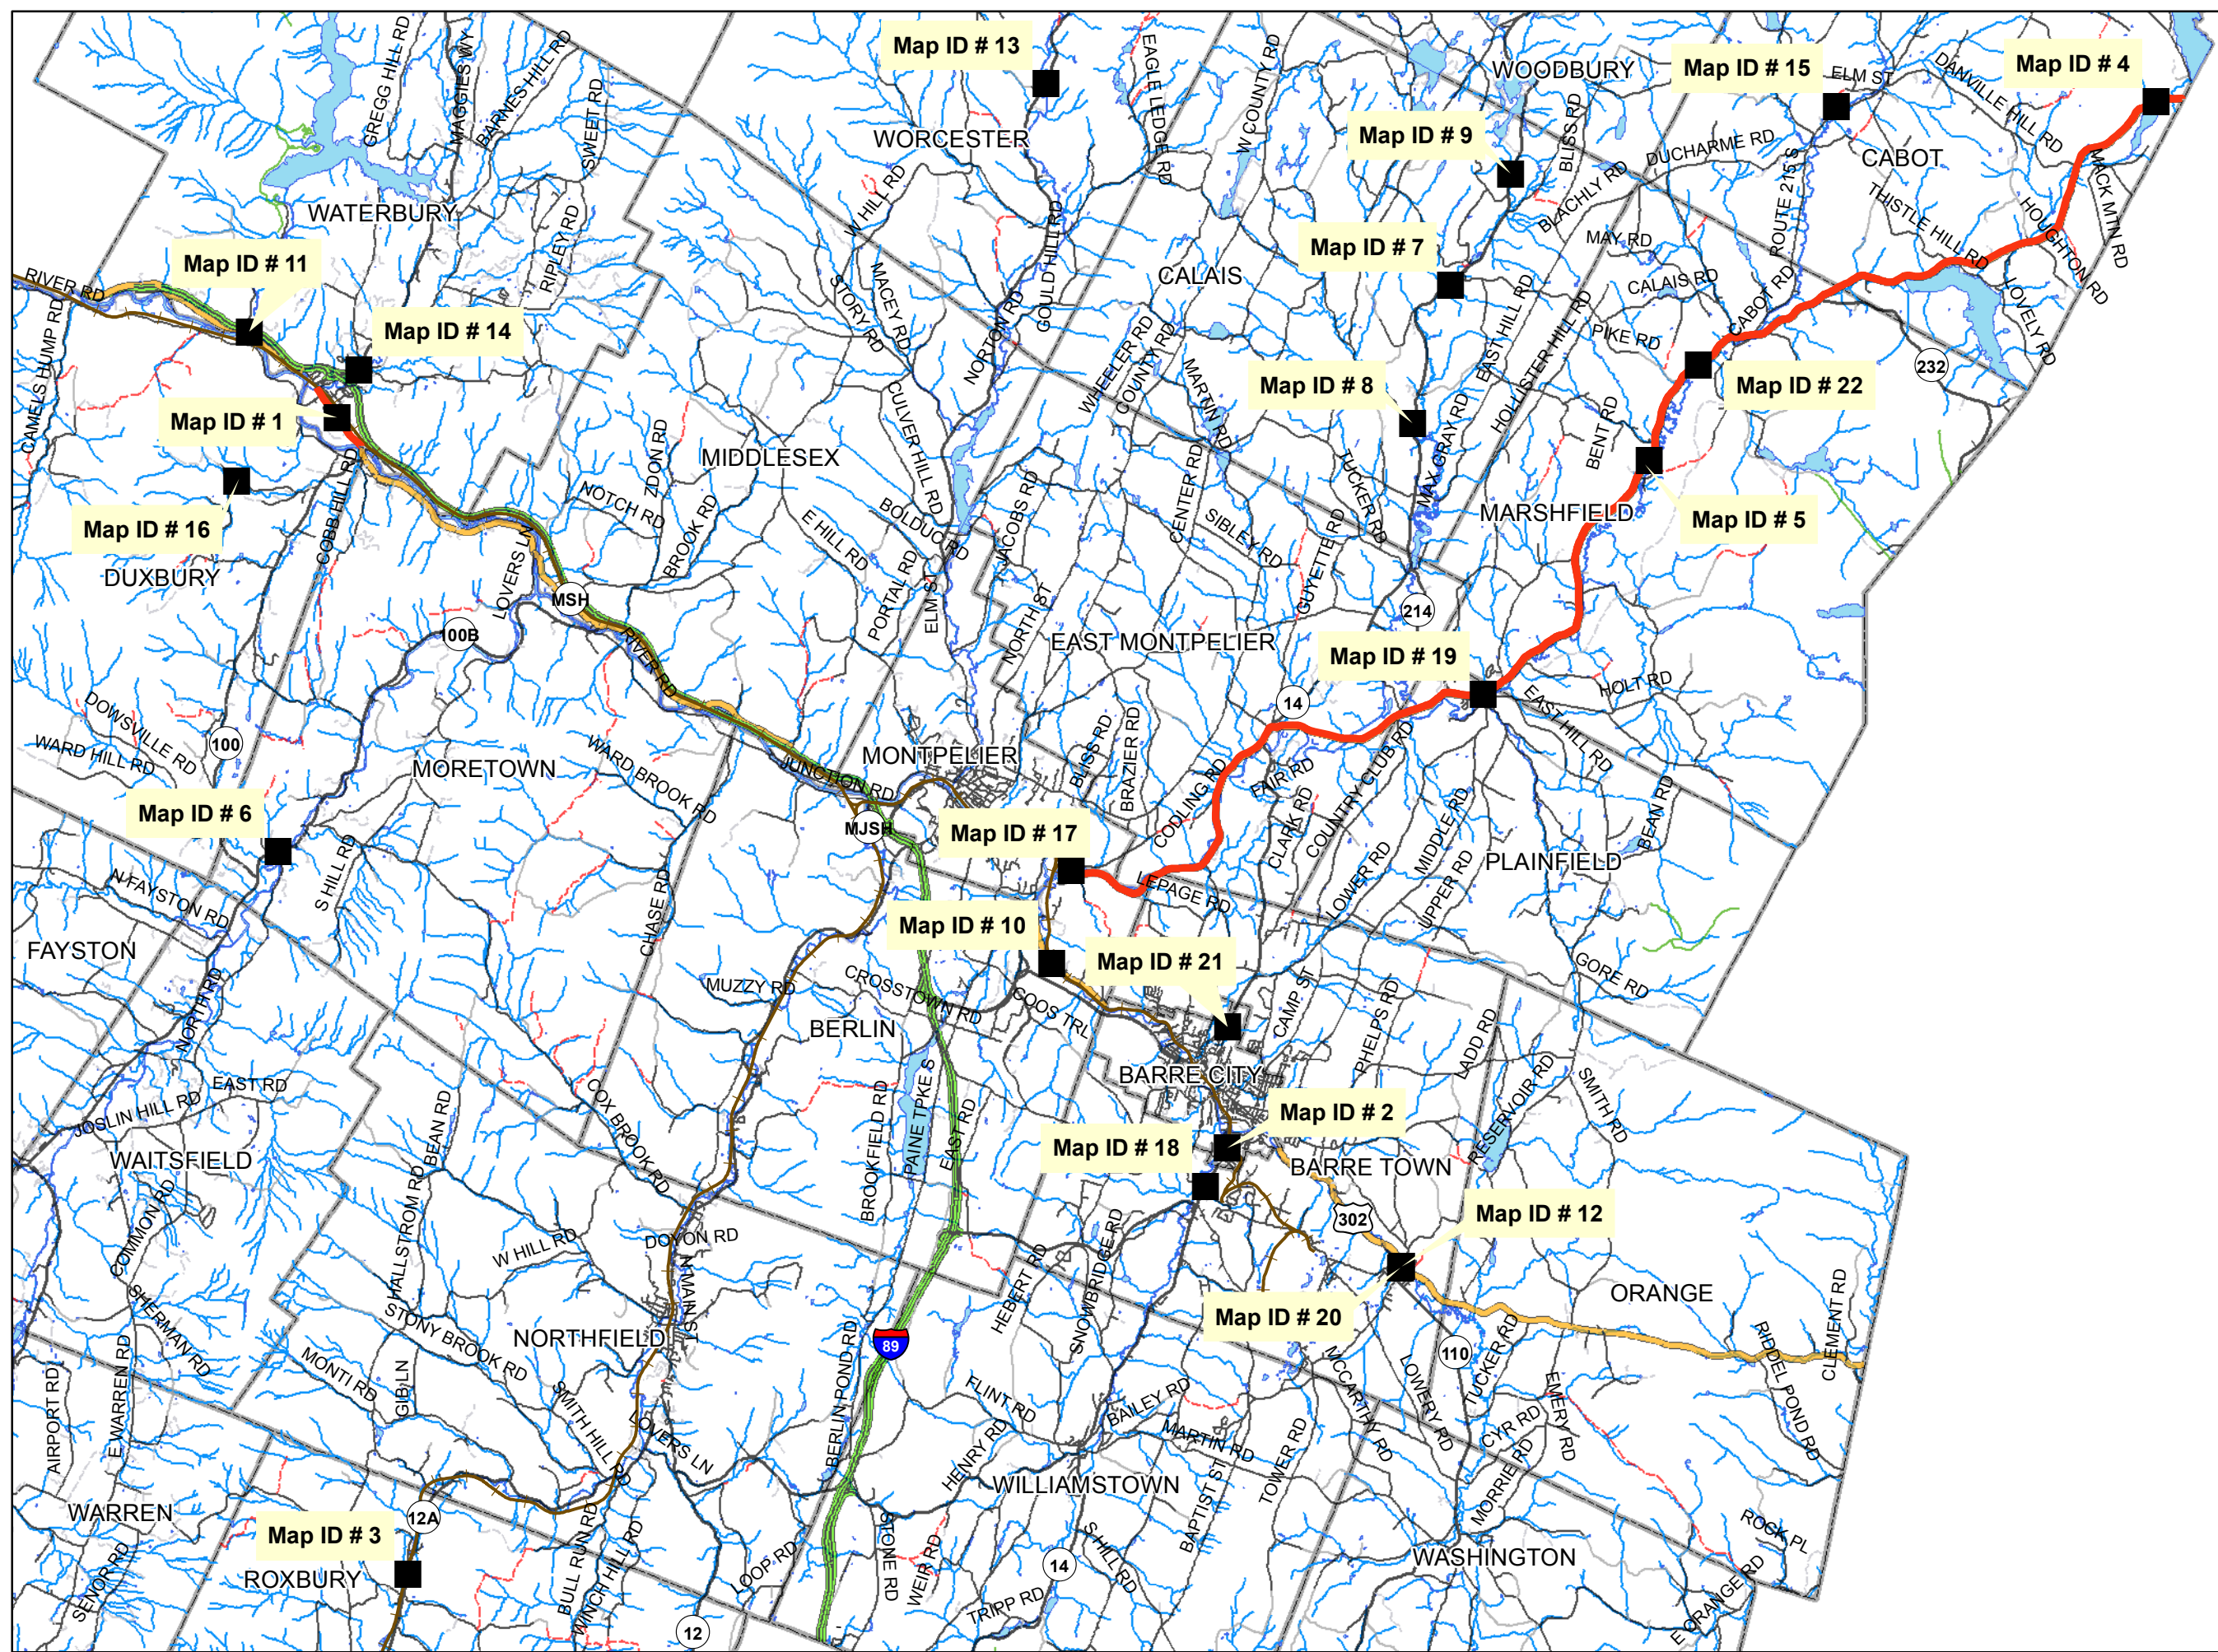 Map ID # 13
WOODBURY
Map ID # 15
ELM ST
DANVILLE HILL RD
Map ID # 4
GREGG HILL RD
MAGGIES WY
BARNES HILL RD
SWEET RD
EAGLE LEDGE RD
W COUNTY RD
WORCESTER
Map ID # 9
BLISS RD
DUCHARME RD
CABOT
MACK MTN RD
WATERBURY
W HILL RD
GOULD HILL RD
BLACHLY RD
ROUTE 215 S
THISTLE HILL RD
HOUGHTON RD
Map ID # 11
RIPLEY RD
Map ID # 7
MAY RD
RIVER RD
STORY RD
MACEY RD
CALAIS
CALAIS RD
CABOT RD
LOVELY RD
CAMELS HUMP RD
Map ID # 14
NORTON RD
WHEELER RD
COUNTY RD
MARTIN RD
EAST HILL RD
HOLLISTER HILL RD
PIKE RD
232
Map ID # 1
CULVER HILL RD
Map ID # 8
Map ID # 22
ZDON RD
MIDDLESEX
MAX GRAY RD
BENT RD
Map ID # 16
COBB HILL RD
NOTCH RD
BROOK RD
E HILL RD
BOLDUC RD
JACOBS RD
CENTER RD
SIBLEY RD
TUCKER RD
MARSHFIELD
Map ID # 5
DUXBURY
LOVERS LN
MSH
PORTAL RD
ELM ST
NORTH ST
GUYETTE RD
214
100B
RIVER RD
EAST MONTPELIER
Map ID # 19
HOLT RD
DOWSVILLE RD
WARD HILL RD
100
14
EAST HILL RD
MORETOWN
WARD BROOK RD
JUNCTION RD
MONTPELIER
BLISS RD
BRAZIER RD
CODLING RD
FAIR RD
CLARK RD
COUNTRY CLUB RD
Map ID # 6
MJSH
Map ID # 17
MIDDLE RD
BEAN RD
PLAINFIELD
S HILL RD
N FAYSTON RD
CHASE RD
LEPAGE RD
LOWER RD
UPPER RD
FAYSTON
Map ID # 10
Map ID # 21
GORE RD
NORTH RD
MUZZY RD
CROSSTOWN RD
COOS TRL
CAMP ST
PHELPS RD
BERLIN
LADD RD
EAST RD
JOSLIN HILL RD
BEAN RD
COX BROOK RD
BROOKFIELD RD
PAINE TPKE S
EAST RD
BARRE CITY
RESERVOIR RD
SMITH RD
Map ID # 2
Map ID # 18
WAITSFIELD
BARRE TOWN
COMMON RD
HALLSTROM RD
W HILL RD
DOYON RD
302
Map ID # 12
HEBERT RD
SNOWBRIDGE RD
SHERMAN RD
STONY BROOK RD
N MAIN ST
ORANGE
CLEMENT RD
Map ID # 20
NORTHFIELD
89
110
TUCKER RD
RIDDEL POND RD
AIRPORT RD
E WARREN RD
MONTI RD
GIB LN
SMITH HILL RD
LOVERS LN
BERLIN POND RD
FLINT RD
BAILEY RD
MARTIN RD
MCCARTHY RD
LOWERY RD
CYR RD
EMERY RD
HENRY RD
TOWER RD
WILLIAMSTOWN
BAPTIST ST
MORRIE RD
WARREN
12A
Map ID # 3
BULL RUN RD
WINCH HILL RD
STONE RD
WEIR RD
S HILL RD
ROCK PL
WASHINGTON
ROXBURY
SENOR RD
LOOP RD
14
TRIPP RD
E ORANGE RD
12